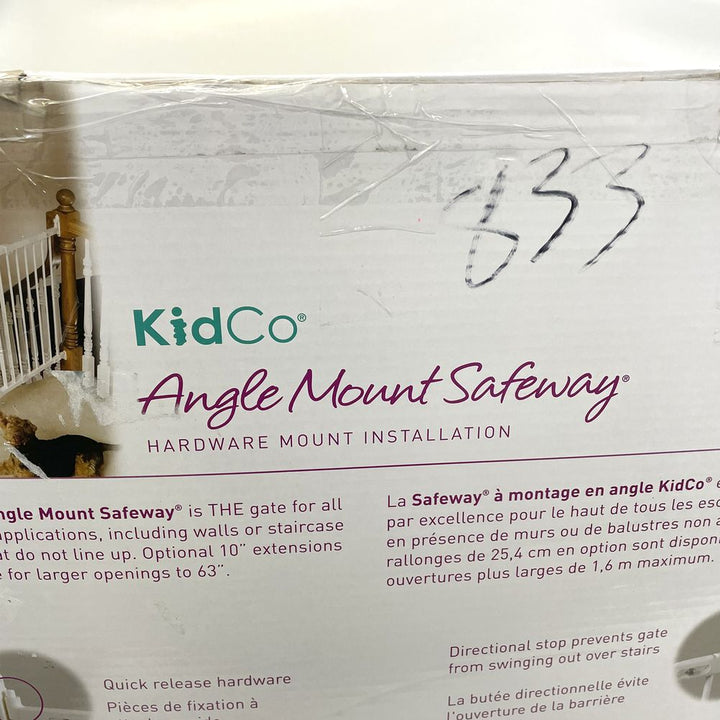 833
KidCo®
Angle Mount Safeway®
HARDWARE MOUNT INSTALLATION
Mount Safeway® is THE gate for all
applications, including walls or staircase
do not line up. Optional 10" extensions
for larger openings to 63".
La Safeway® à montage en angle KidCo®
par excellence pour le haut de tous les
en présence de murs ou de balustres non
rallonges de 25,4 cm en option sont
ouvertures plus larges de 1,6 m maximum.
Quick release hardware
Pièces de fixation à
Directional stop prevents gate
from swinging out over stairs
La butée directionnelle évite
l'ouverture de la barrière